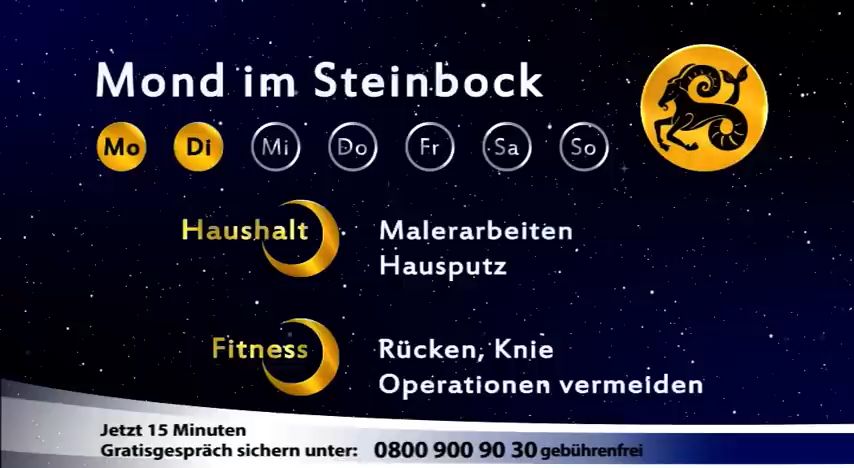 Mond im Steinbock
Mo Di Mi Do Fr Sa So
Haushalt Malerarbeiten
Hausputz
Fitness Rücken, Knie
Operationen vermeiden
Jetzt 15 Minuten
Gratisgespräch sichern unter: 0800 900 90 30 gebührenfrei